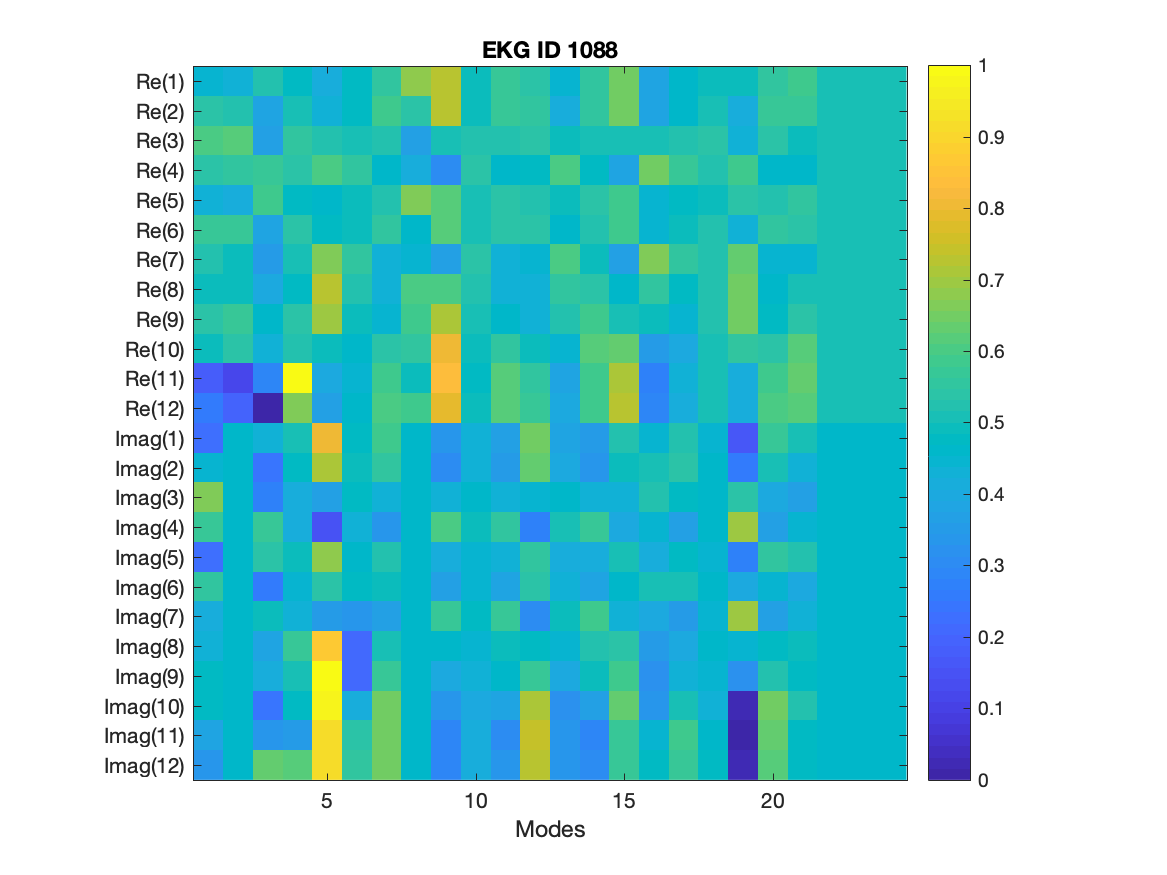 EKG ID 1088
Re(1)
Re(2)
Re(3)
Re(4)
Re(5)
Re(6)
Re(7)
Re(8)
Re(9)
Re(10)
Re(11)
Re(12)
Imag(1)
Imag(2)
Imag(3)
Imag(4)
Imag(5)
Imag(6)
Imag(7)
Imag(8)
Imag(9)
Imag(10)
Imag(11)
Imag(12)
5 10 15 20
Modes
1
0.9
0.8
0.7
0.6
0.5
0.4
0.3
0.2
0.1
0